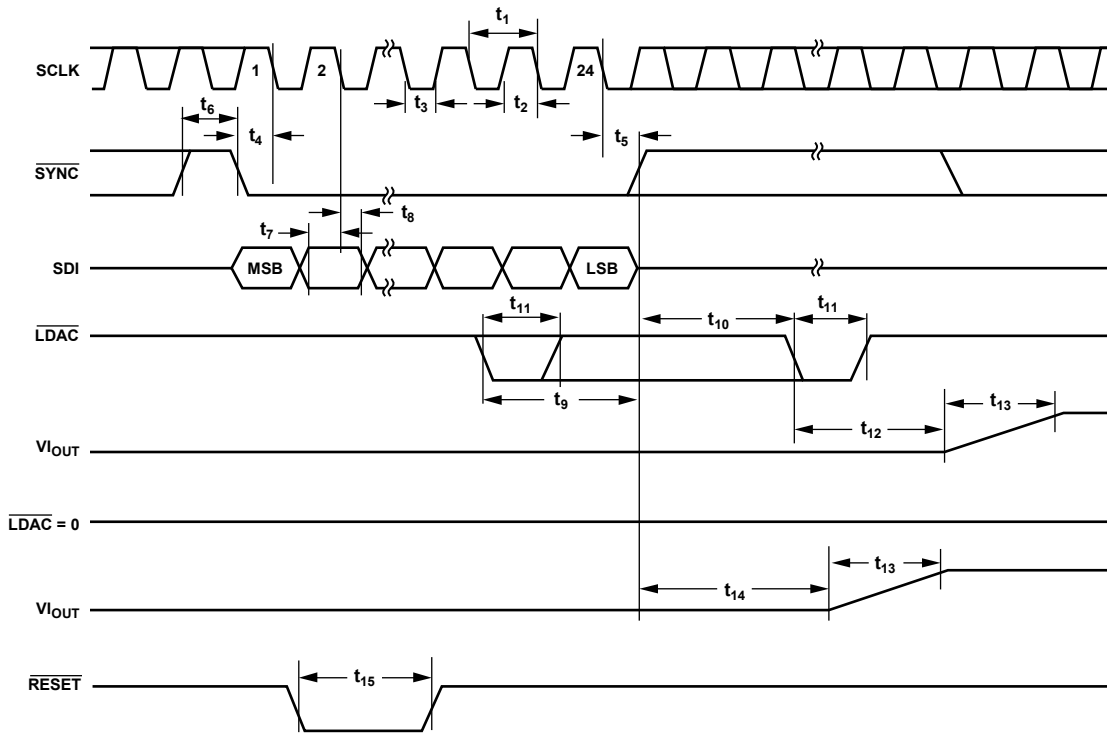 t1
SCLK
1
2
24
t3
t2
t6
t4
t5
SYNC
t8
t7
SDI
MSB
LSB
t11
t10
t11
LDAC
t9
t13
t12
VIOUT
LDAC = 0
t13
t14
VIOUT
t15
RESET